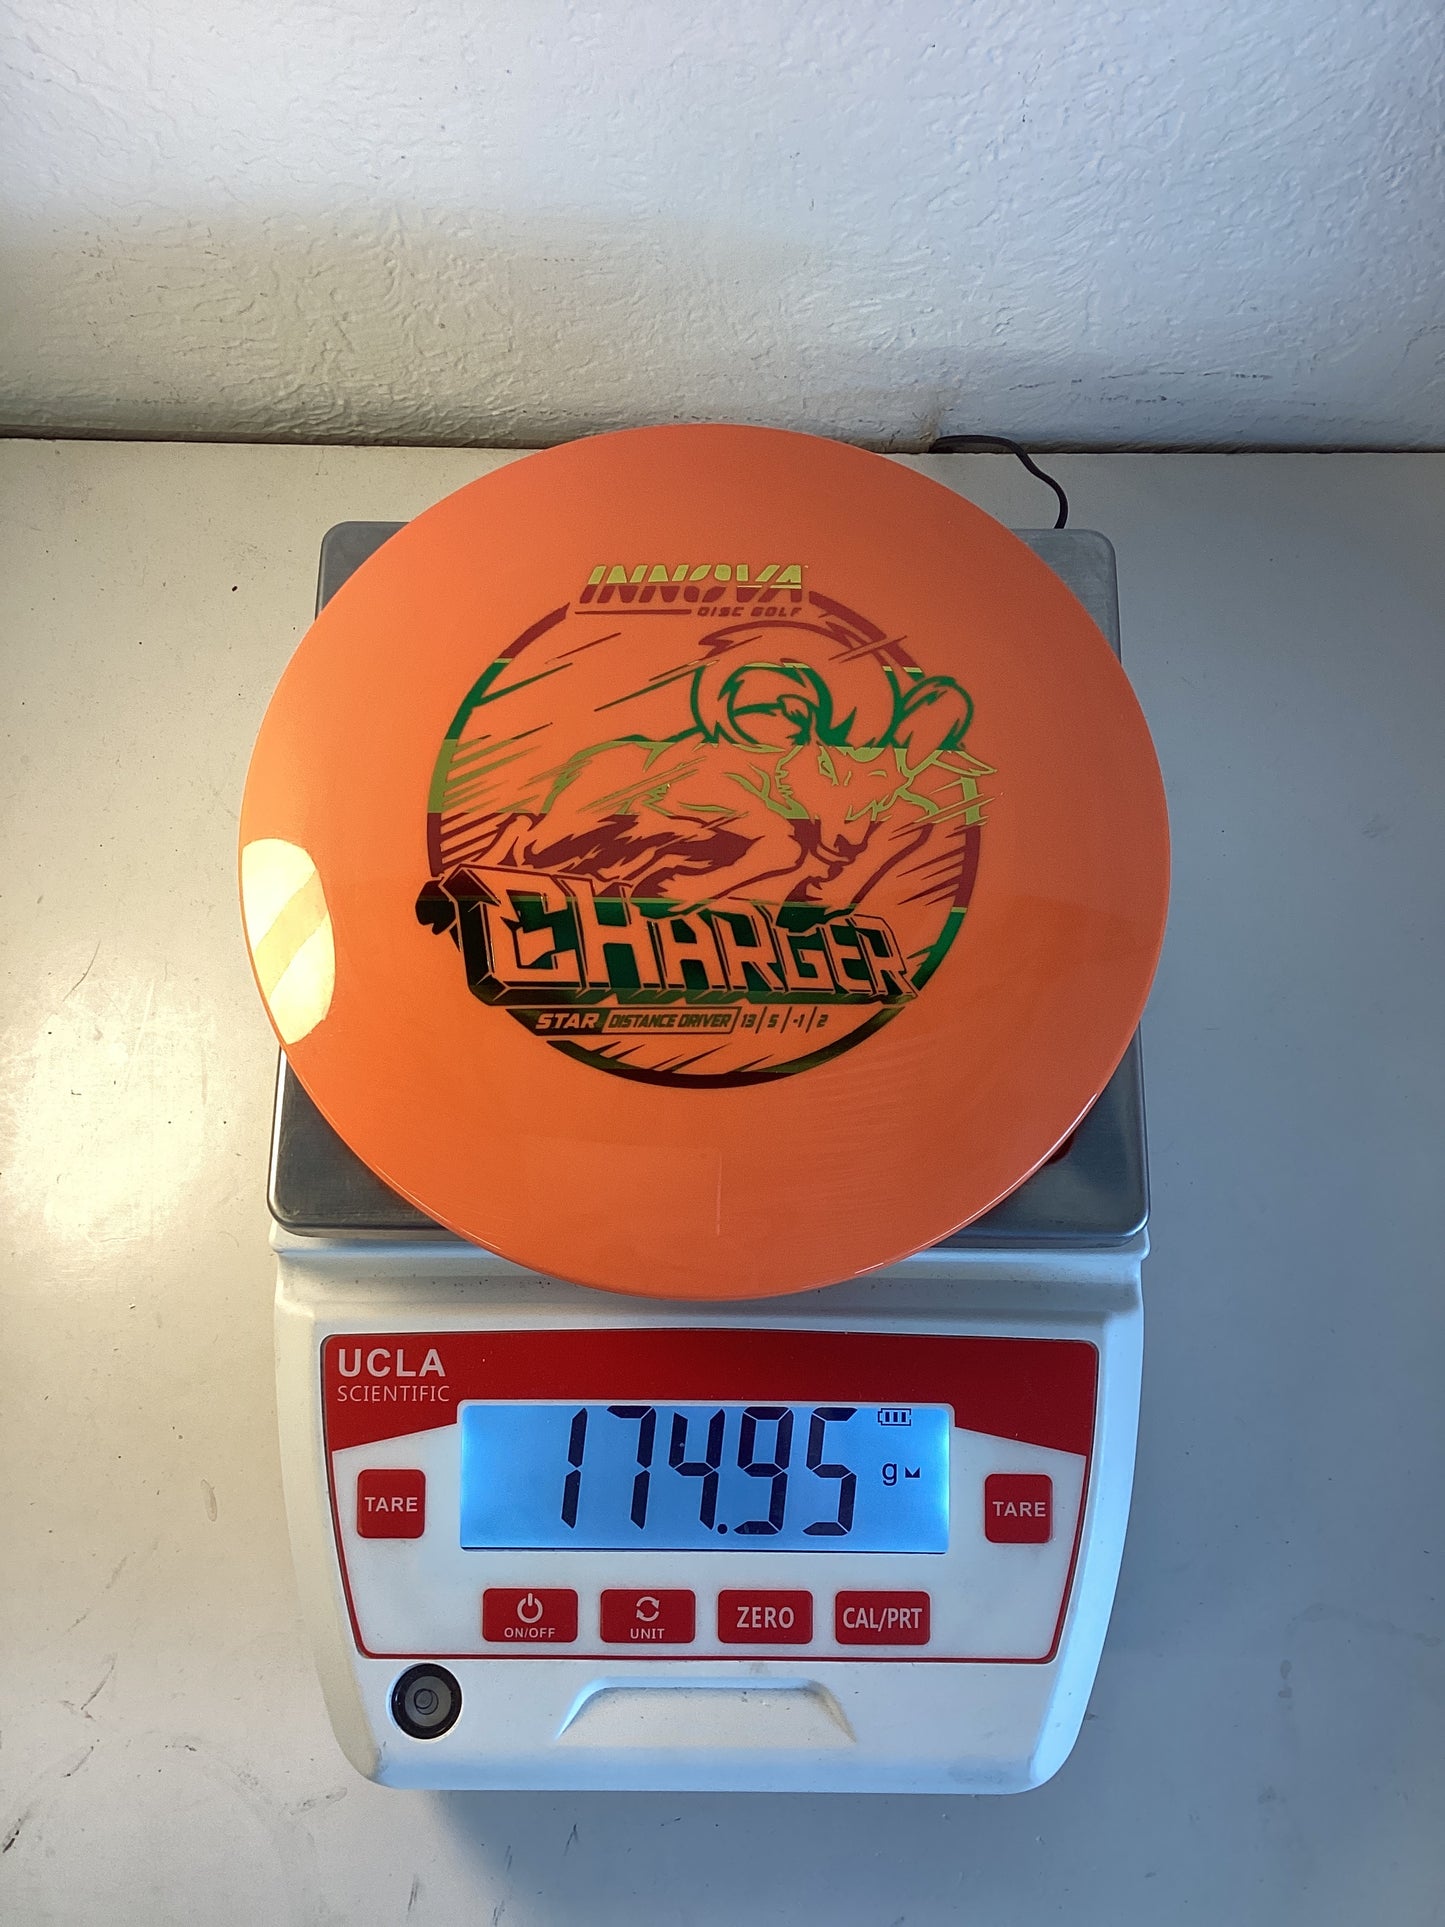 INNOVA
DISC GOLF
CHARGER
STAR DISTANCE DRIVER 13 | 5 | -1 | 2
UCLA
SCIENTIFIC
174.95 g
TARE
TARE
ON/OFF
UNIT
ZERO
CAL/PRT